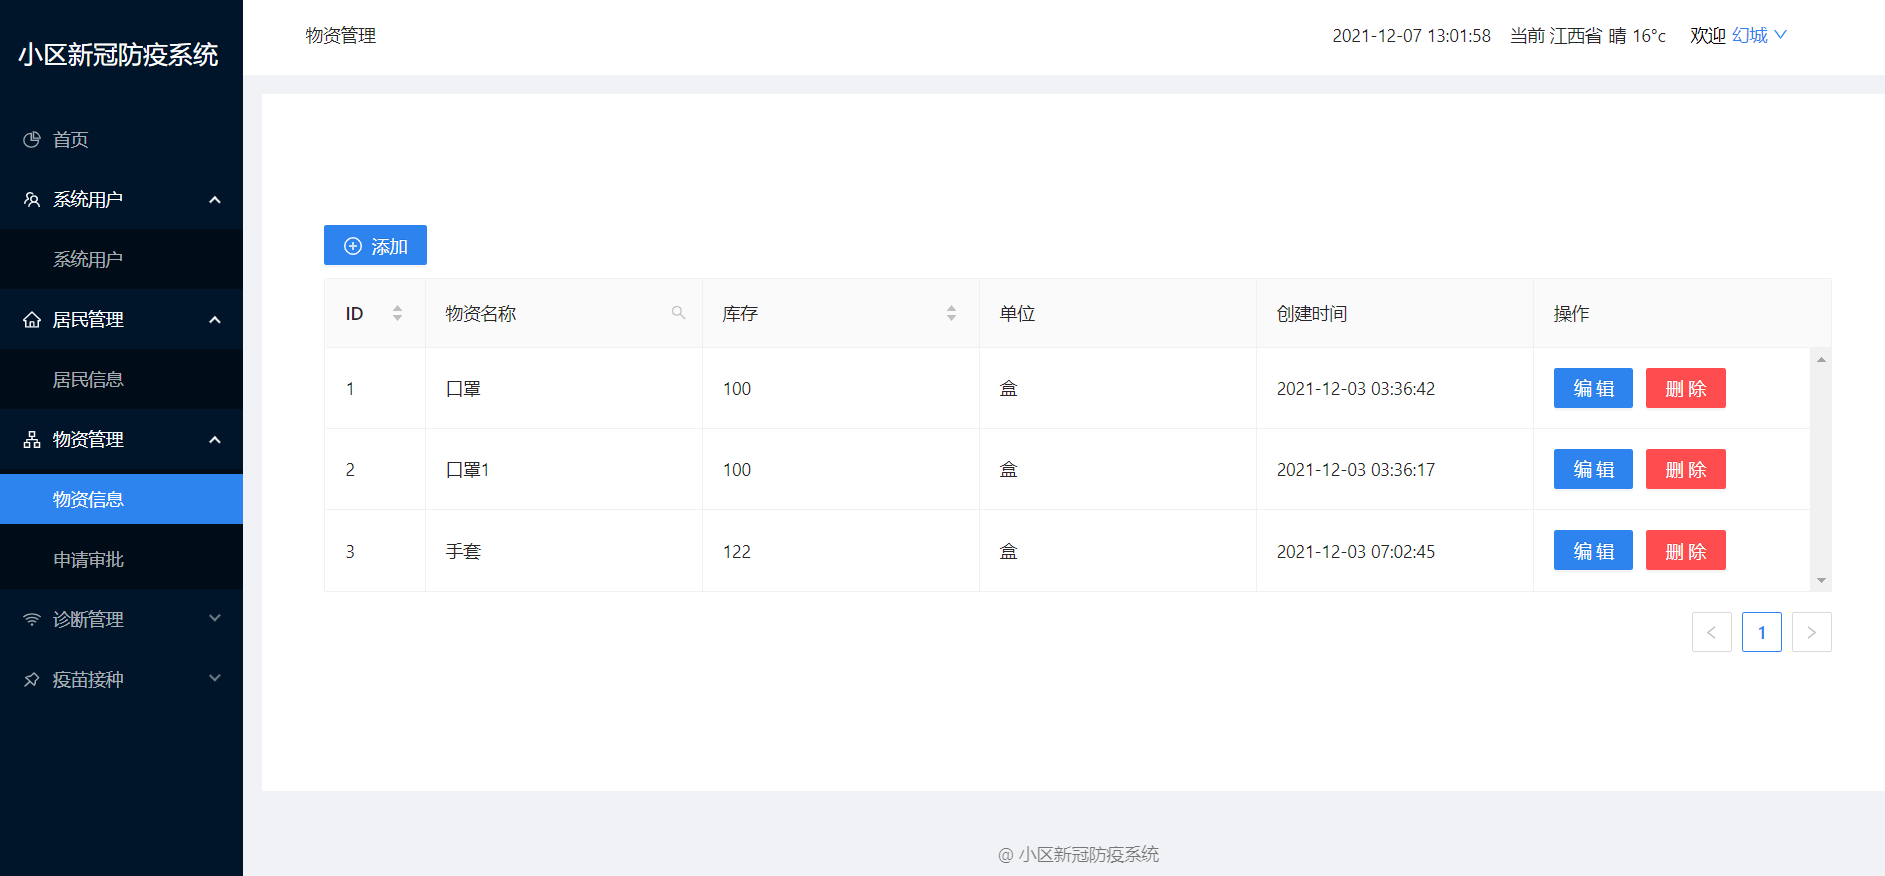 小区新冠防疫系统
首页
系统用户
系统用户
居民管理
居民信息
物资管理
物资信息
申请审批
诊断管理
疫苗接种
物资管理 2021-12-07 13:01:58 当前 江西省 晴 16°c 欢迎 幻城
添加
ID 物资名称 库存 单位 创建时间 操作
1 口罩 100 盒 2021-12-03 03:36:42 编 辑 删 除
2 口罩1 100 盒 2021-12-03 03:36:17 编 辑 删 除
3 手套 122 盒 2021-12-03 07:02:45 编 辑 删 除
1
@ 小区新冠防疫系统